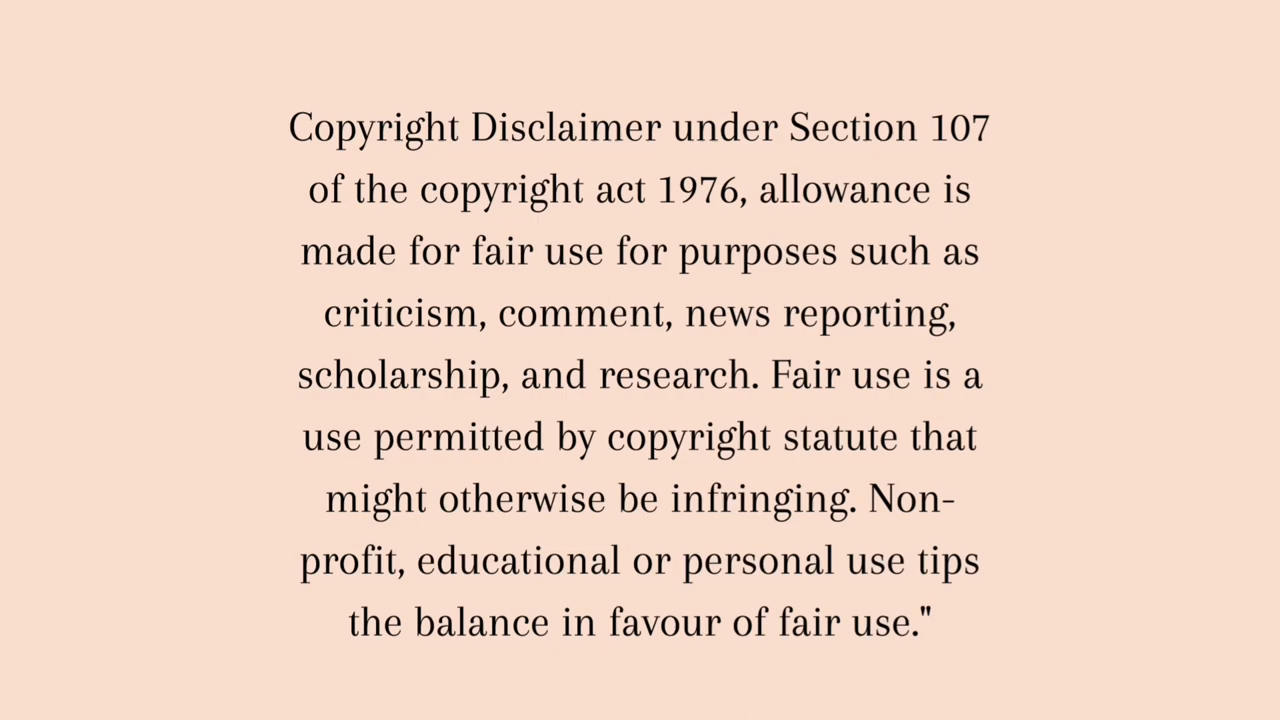 Copyright Disclaimer under Section 107
of the copyright act 1976, allowance is
made for fair use for purposes such as
criticism, comment, news reporting,
scholarship, and research. Fair use is a
use permitted by copyright statute that
might otherwise be infringing. Non-
profit, educational or personal use tips
the balance in favour of fair use."